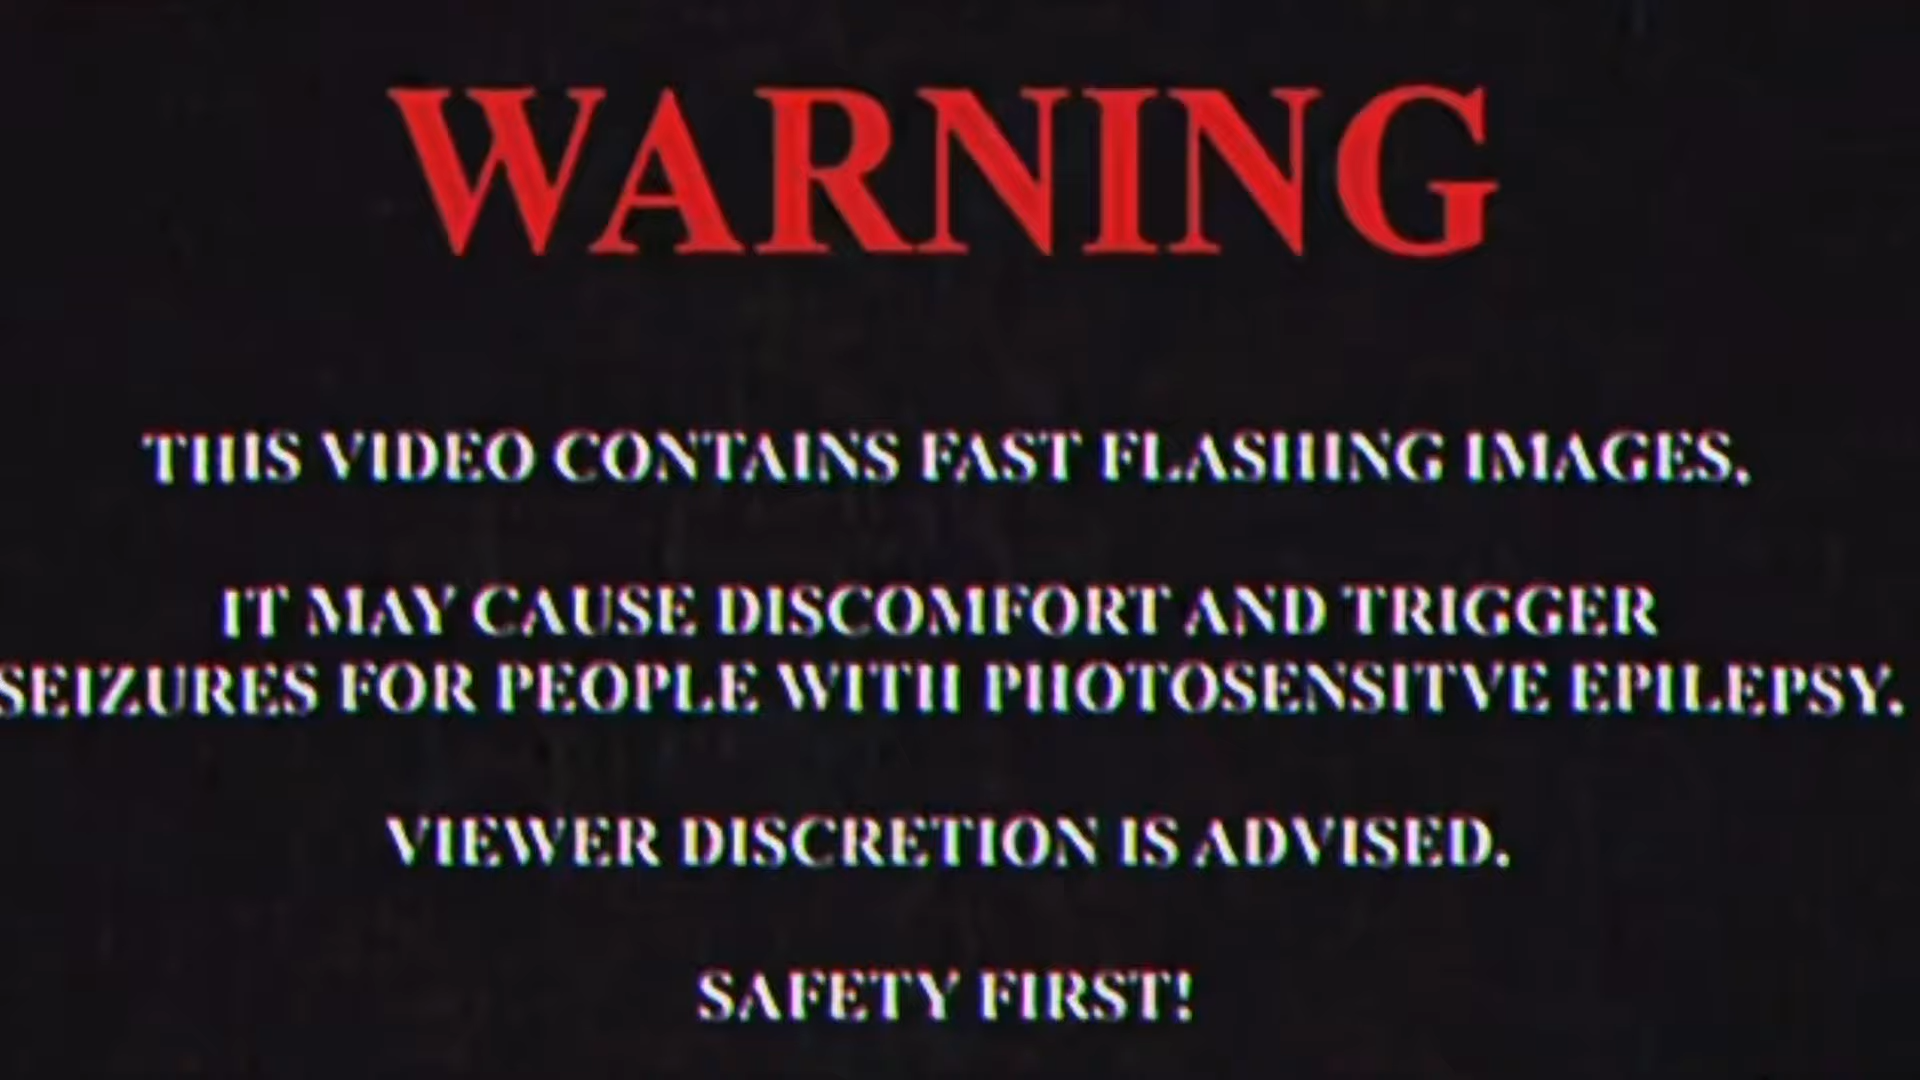 WARNING
THIS VIDEO CONTAINS FAST FLASHING IMAGES.
IT MAY CAUSE DISCOMFORT AND TRIGGER
SEIZURES FOR PEOPLE WITH PHOTOSENSITVE EPILEPSY.
VIEWER DISCRETION IS ADVISED.
SAFETY FIRST!